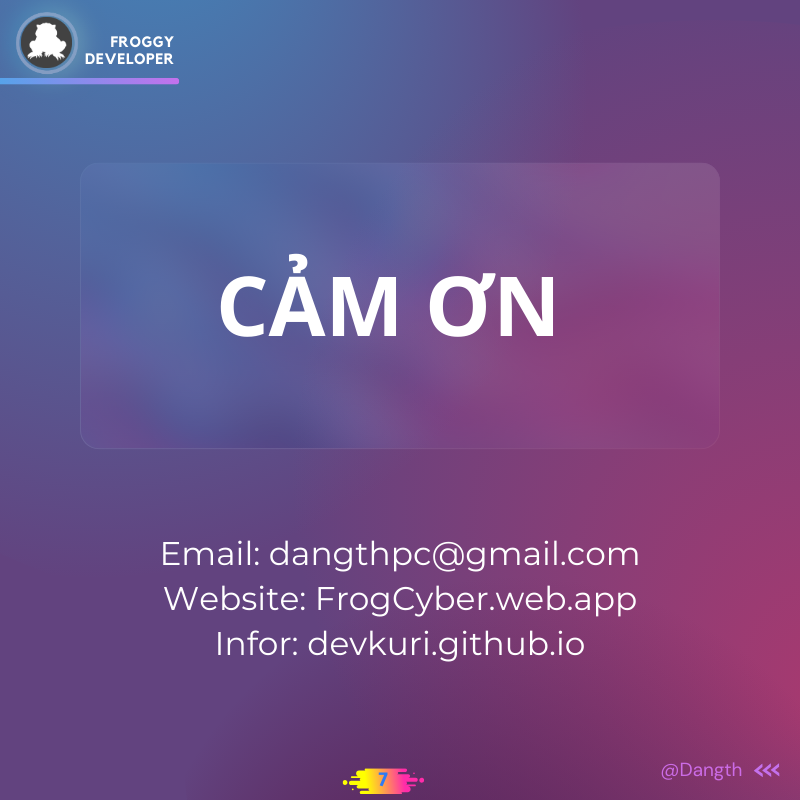 FROGGY
DEVELOPER
CẢM ƠN
Email: dangthpc@gmail.com
Website: FrogCyber.web.app
Infor: devkuri.github.io
7
@Dangth